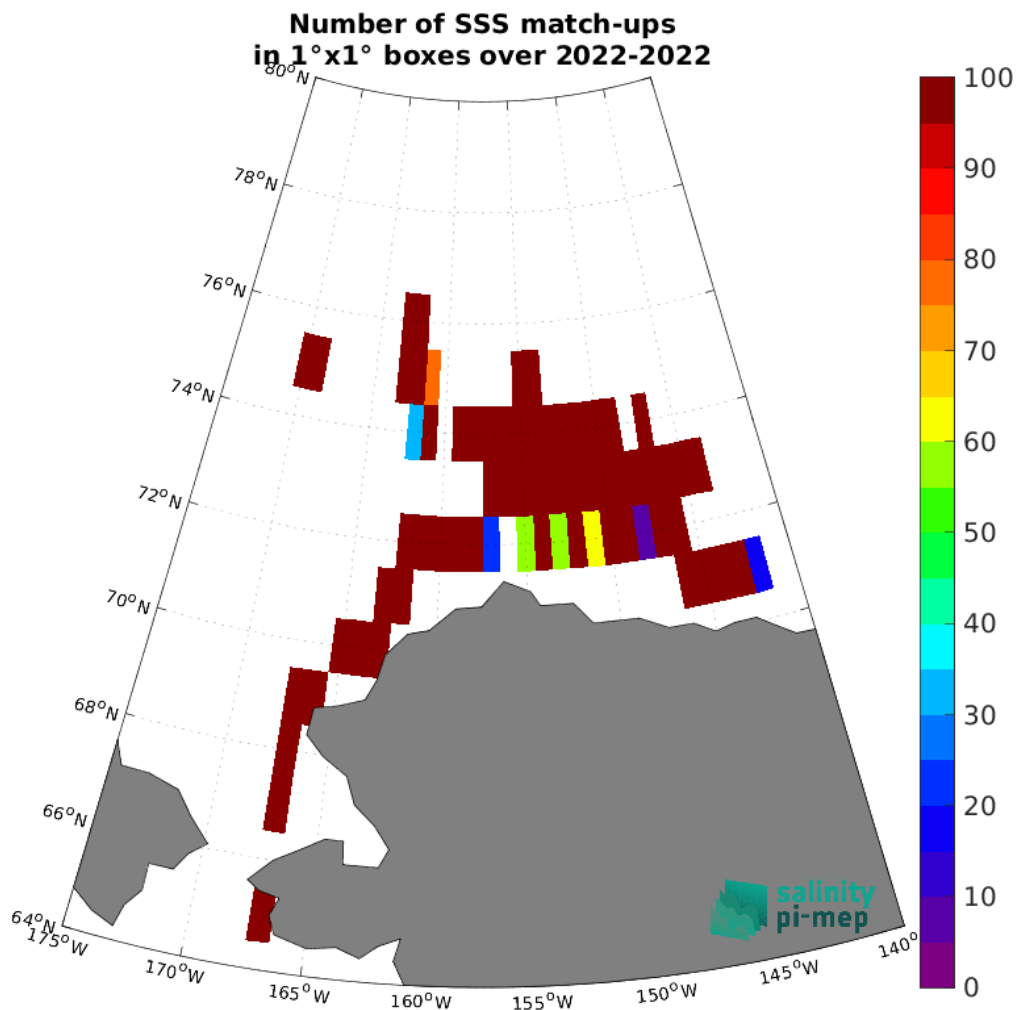 Number of SSS match-ups
in 1°x1° boxes over 2022-2022
80°N
78°N
76°N
74°N
72°N
70°N
68°N
66°N
64°N
175°W
170°W
165°W
160°W
155°W
150°W
145°W
140°
100
90
80
70
60
50
40
30
20
10
0
salinity
pi-mep